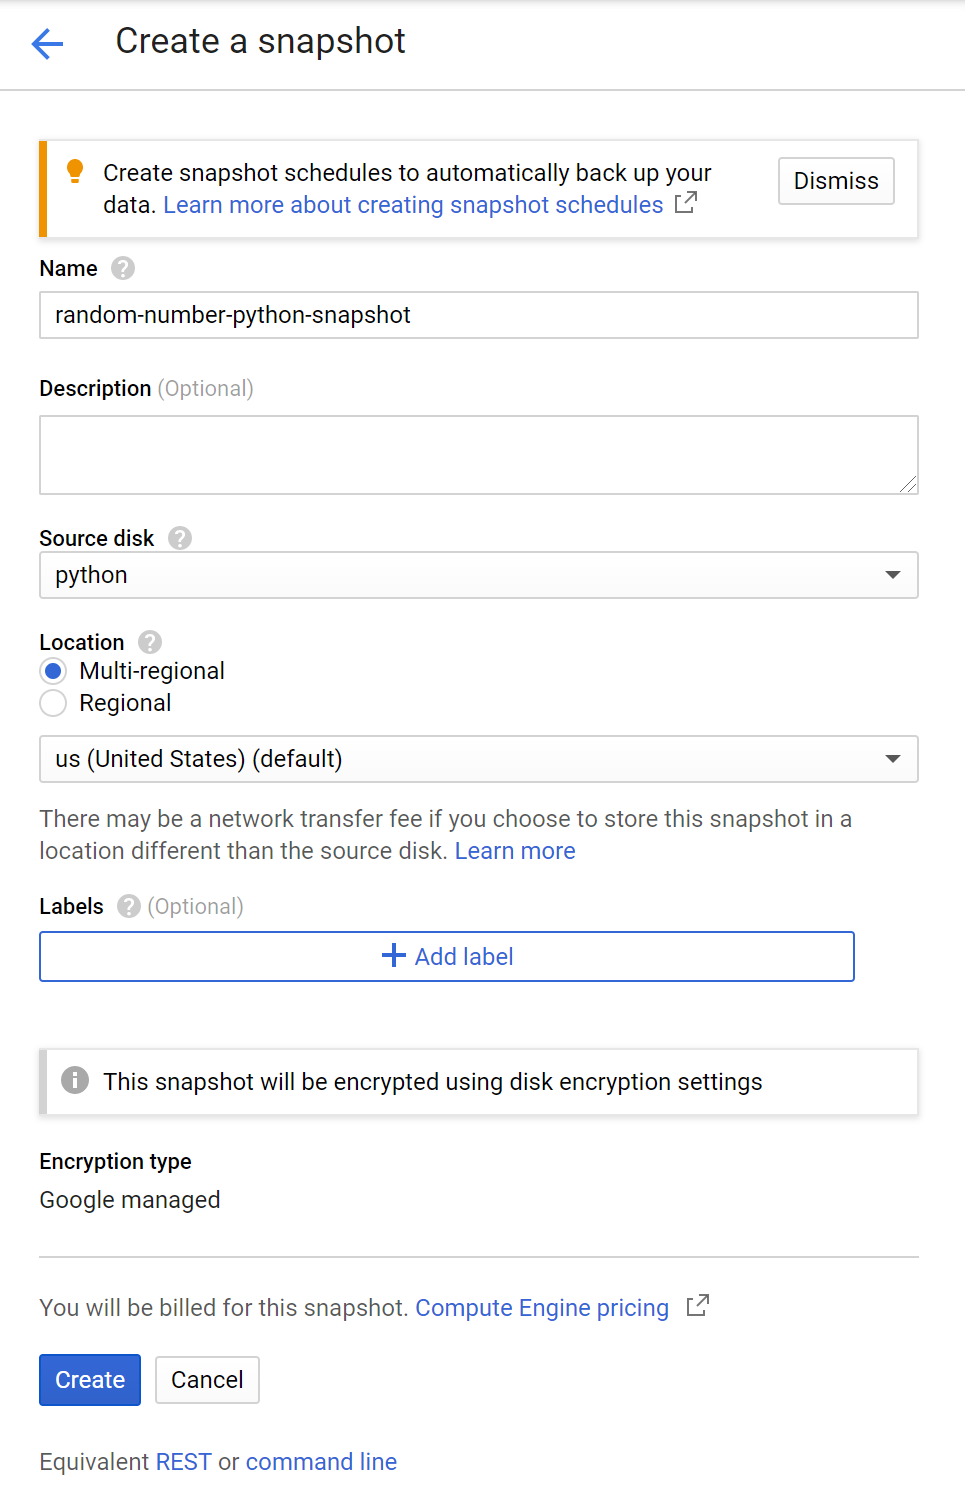 Create a snapshot
Create snapshot schedules to automatically back up your
data. Learn more about creating snapshot schedules
Dismiss
Name
random-number-python-snapshot
Description (Optional)
Source disk
python
Location
Multi-regional
Regional
us (United States) (default)
There may be a network transfer fee if you choose to store this snapshot in a
location different than the source disk. Learn more
Labels (Optional)
Add label
This snapshot will be encrypted using disk encryption settings
Encryption type
Google managed
You will be billed for this snapshot. Compute Engine pricing
Create Cancel
Equivalent REST or command line